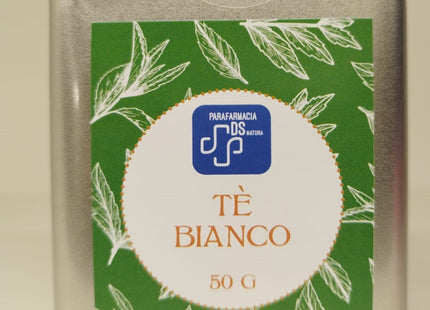 PARAFARMACIA
DS NATURA
TÈ
BIANCO
50 G